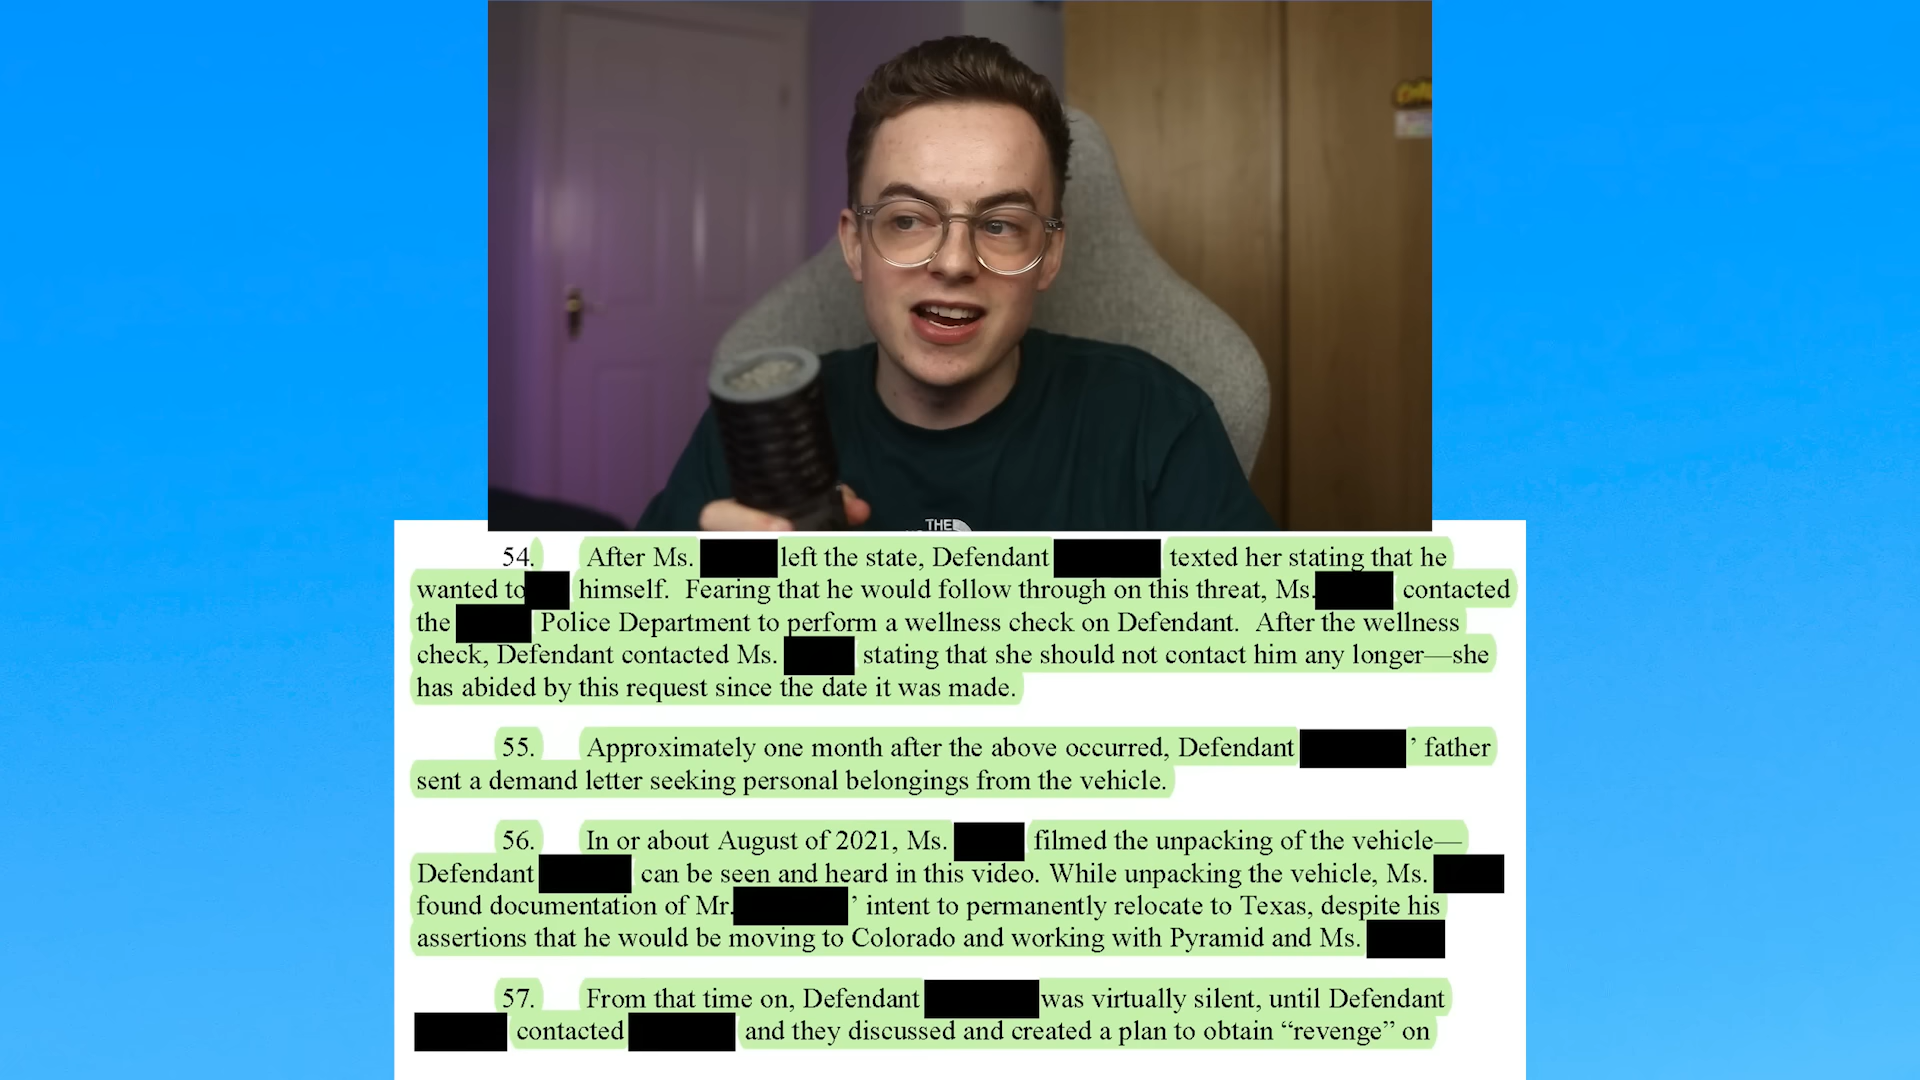 THE
54. After Ms. left the state, Defendant texted her stating that he
wanted to himself. Fearing that he would follow through on this threat, Ms. contacted
the Police Department to perform a wellness check on Defendant. After the wellness
check, Defendant contacted Ms. stating that she should not contact him any longer—she
has abided by this request since the date it was made.
55. Approximately one month after the above occurred, Defendant ’ father
sent a demand letter seeking personal belongings from the vehicle.
56. In or about August of 2021, Ms. filmed the unpacking of the vehicle—
Defendant can be seen and heard in this video. While unpacking the vehicle, Ms.
found documentation of Mr. ’ intent to permanently relocate to Texas, despite his
assertions that he would be moving to Colorado and working with Pyramid and Ms.
57. From that time on, Defendant was virtually silent, until Defendant
contacted and they discussed and created a plan to obtain “revenge” on